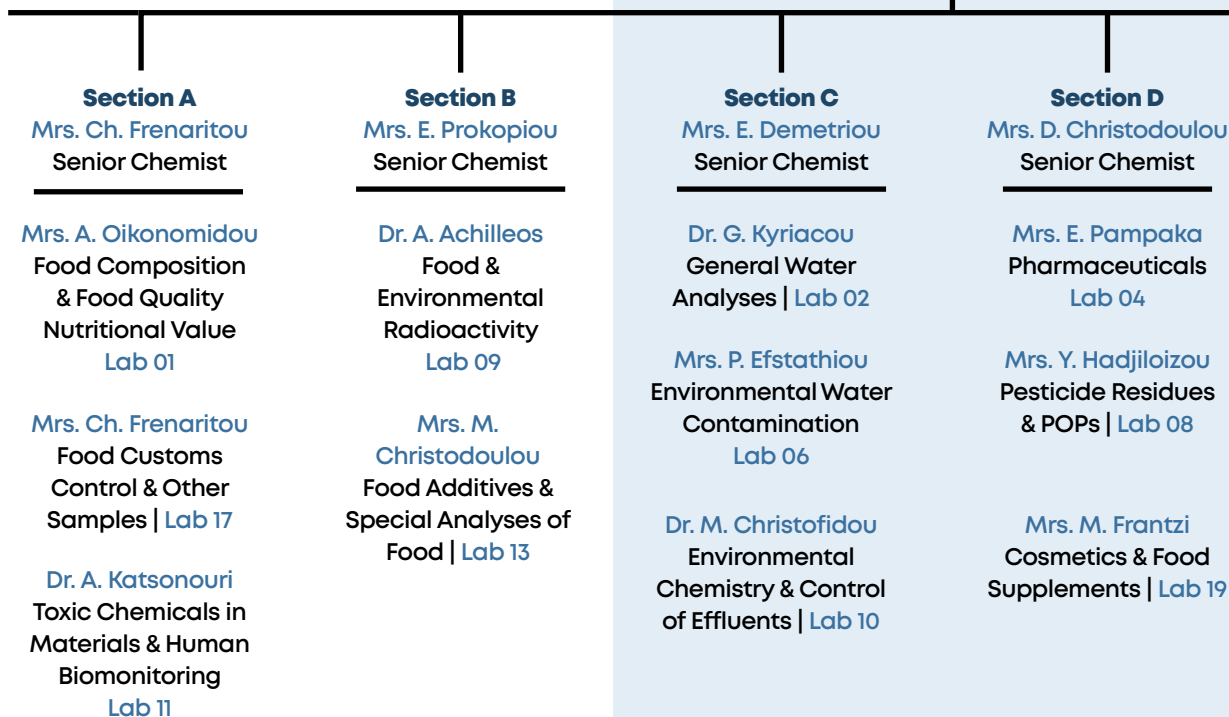 Section A
Mrs. Ch. Frenaritou
Senior Chemist
Mrs. A. Oikonomidou
Food Composition
& Food Quality
Nutritional Value
Lab 01
Mrs. Ch. Frenaritou
Food Customs
Control & Other
Samples | Lab 17
Dr. A. Katsonouri
Toxic Chemicals in
Materials & Human
Biomonitoring
Lab 11
Section B
Mrs. E. Prokopiou
Senior Chemist
Dr. A. Achilleos
Food &
Environmental
Radioactivity
Lab 09
Mrs. M.
Christodoulou
Food Additives &
Special Analyses of
Food | Lab 13
Section C
Mrs. E. Demetriou
Senior Chemist
Dr. G. Kyriacou
General Water
Analyses | Lab 02
Mrs. P. Efstathiou
Environmental Water
Contamination
Lab 06
Dr. M. Christofidou
Environmental
Chemistry & Control
of Effluents | Lab 10
Section D
Mrs. D. Christodoulou
Senior Chemist
Mrs. E. Pampaka
Pharmaceuticals
Lab 04
Mrs. Y. Hadjiloizou
Pesticide Residues
& POPs | Lab 08
Mrs. M. Frantzi
Cosmetics & Food
Supplements | Lab 19